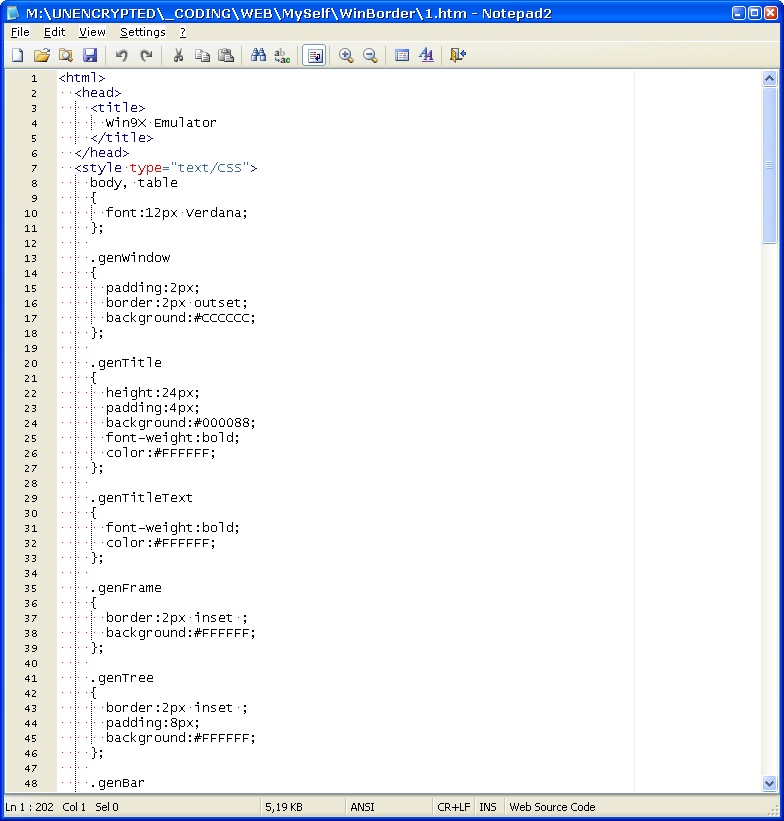 M:\UNENCRYPTED\_CODING\WEB\MySelf\WinBorder\1.htm - Notepad2
File Edit View Settings ?
1 <html>
2 <head>
3 <title>
4 Win9X Emulator
5 </title>
6 </head>
7 <style type="text/CSS">
8 body, table
9 {
10 font:12px Verdana;
11 };
12
13 .genWindow
14 {
15 padding:2px;
16 border:2px outset;
17 background:#CCCCCC;
18 };
19
20 .genTitle
21 {
22 height:24px;
23 padding:4px;
24 background:#000088;
25 font-weight:bold;
26 color:#FFFFFF;
27 };
28
29 .genTitleText
30 {
31 font-weight:bold;
32 color:#FFFFFF;
33 };
34
35 .genFrame
36 {
37 border:2px inset ;
38 background:#FFFFFF;
39 };
40
41 .genTree
42 {
43 border:2px inset ;
44 padding:8px;
45 background:#FFFFFF;
46 };
47
48 .genBar
Ln 1 : 202 Col 1 Sel 0 5,19 KB ANSI CR+LF INS Web Source Code